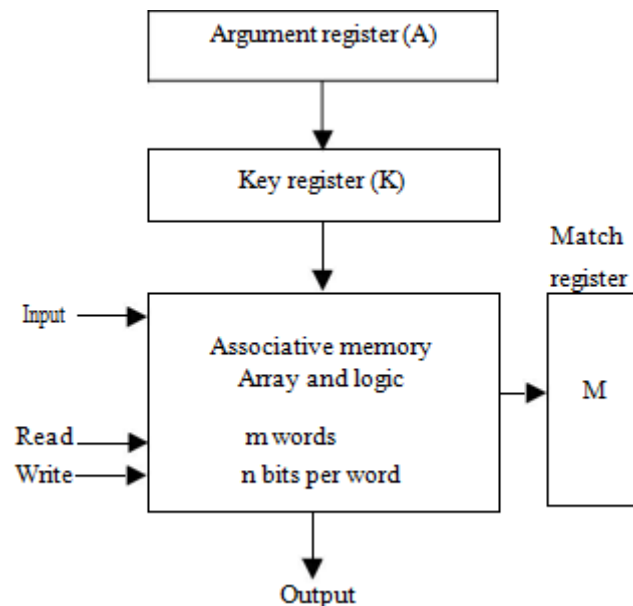 Argument register (A)
Key register (K)
Match
register
Input
Associative memory
Array and logic
M
Read
m words
Write
n bits per word
Output